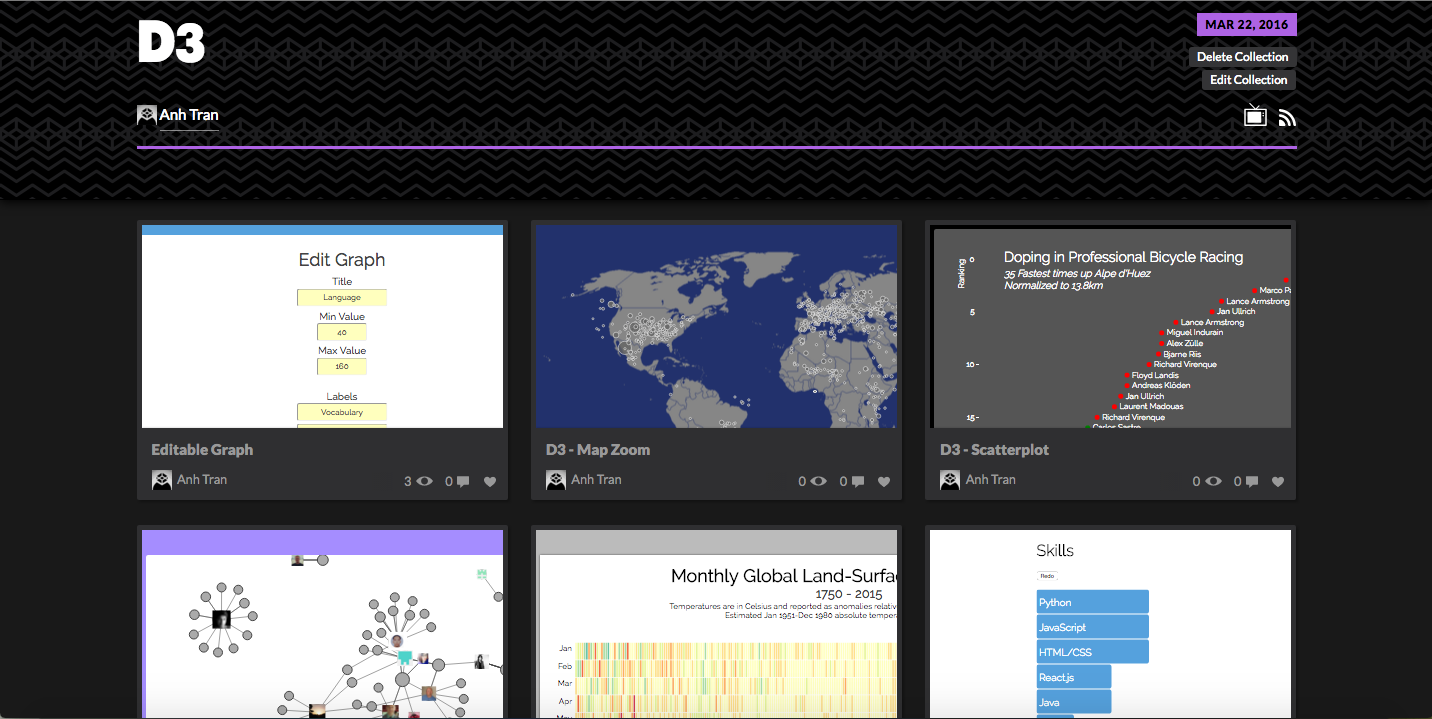 D3
MAR 22, 2016
Delete Collection
Edit Collection
Anh Tran
Edit Graph
Title
Language
Min Value
40
Max Value
160
Labels
Vocabulary
Editable Graph
Anh Tran
3
0
D3 - Map Zoom
Anh Tran
0
0
Doping in Professional Bicycle Racing
35 Fastest times up Alpe d'Huez
Normalized to 13.8km
Ranking
0
5
10
15
Marco P
Lance Armstrong
Jan Ullrich
Lance Armstrong
Miguel Indurain
Alex Zülle
Bjarne Riis
Richard Virenque
Floyd Landis
Andreas Klöden
Jan Ullrich
Laurent Madouas
Richard Virenque
Carlos Sastre
D3 - Scatterplot
Anh Tran
0
0
Monthly Global Land-Surfa
1750 - 2015
Temperatures are in Celsius and reported as anomalies relativ
Estimated Jan 1951-Dec 1980 absolute tempera
Jan
Feb
Mar
Apr
May
Skills
Redo
Python
JavaScript
HTML/CSS
React.js
Java